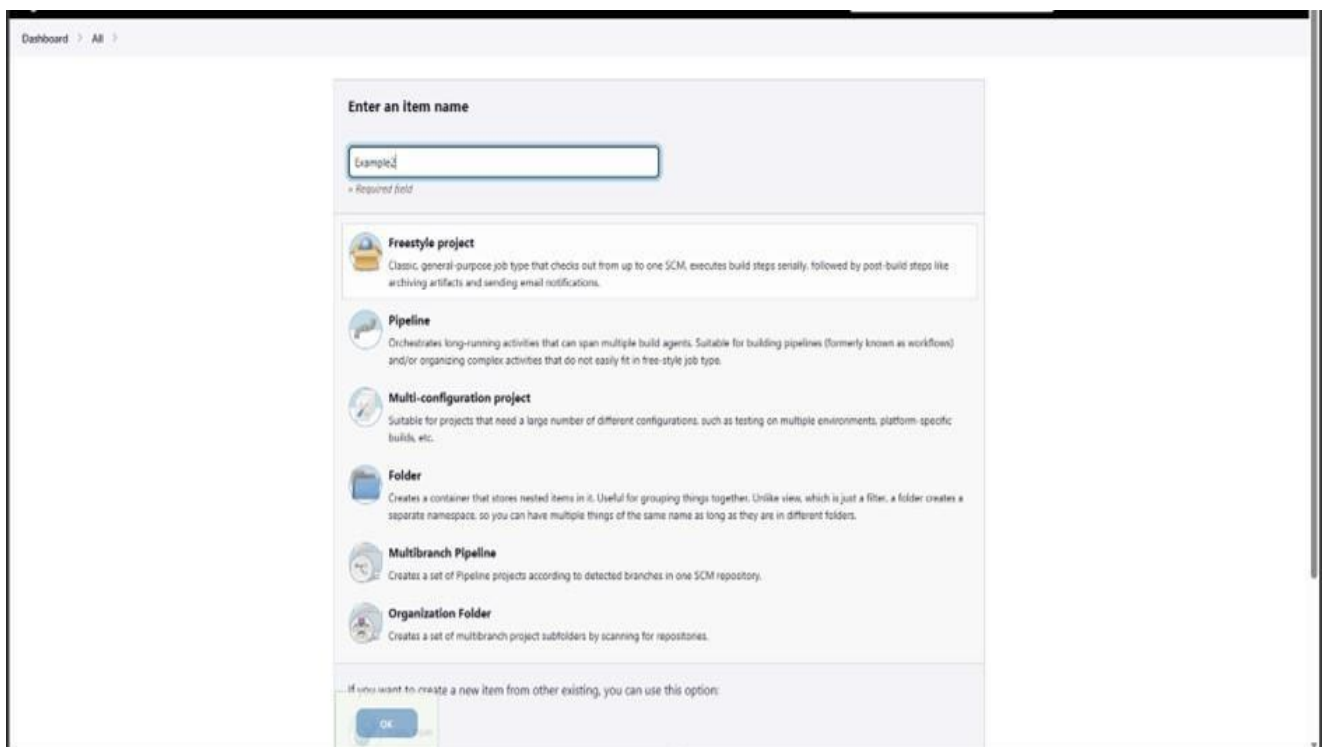 Dashboard > All >
Enter an item name
Example2
» Required field
Freestyle project
Classic, general-purpose job type that checks out from up to one SCM, executes build steps serially, followed by post-build steps like
archiving artifacts and sending email notifications.
Pipeline
Orchestrates long-running activities that can span multiple build agents. Suitable for building pipelines (formerly known as workflows)
and/or organizing complex activities that do not easily fit in free-style job type.
Multi-configuration project
Suitable for projects that need a large number of different configurations, such as testing on multiple environments, platform-specific
builds, etc.
Folder
Creates a container that stores nested items in it. Useful for grouping things together. Unlike view, which is just a filter, a folder creates a
separate namespace, so you can have multiple things of the same name as long as they are in different folders.
Multibranch Pipeline
Creates a set of Pipeline projects according to detected branches in one SCM repository.
Organization Folder
Creates a set of multibranch project subfolders by scanning for repositories.
If you want to create a new item from other existing, you can use this option:
OK